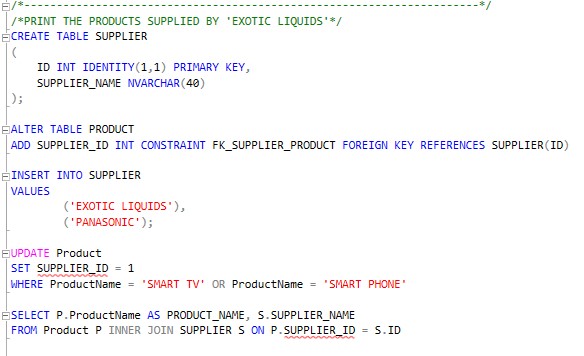 /*------------------------------------------------------------------------*/
/*PRINT THE PRODUCTS SUPPLIED BY 'EXOTIC LIQUIDS'*/
CREATE TABLE SUPPLIER
(
ID INT IDENTITY(1,1) PRIMARY KEY,
SUPPLIER_NAME NVARCHAR(40)
);
ALTER TABLE PRODUCT
ADD SUPPLIER_ID INT CONSTRAINT FK_SUPPLIER_PRODUCT FOREIGN KEY REFERENCES SUPPLIER(ID)
INSERT INTO SUPPLIER
VALUES
('EXOTIC LIQUIDS'),
('PANASONIC');
UPDATE Product
SET SUPPLIER_ID = 1
WHERE ProductName = 'SMART TV' OR ProductName = 'SMART PHONE'
SELECT P.ProductName AS PRODUCT_NAME, S.SUPPLIER_NAME
FROM Product P INNER JOIN SUPPLIER S ON P.SUPPLIER_ID = S.ID